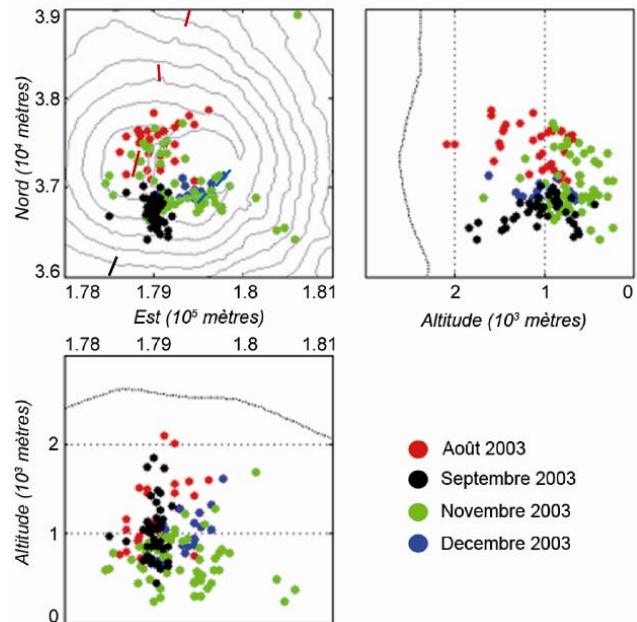 3.9
3.8
3.7
3.6
Nord (10⁴ mètres)
1.78 1.79 1.8 1.81
Est (10⁵ mètres)
2 1 0
Altitude (10³ mètres)
1.78 1.79 1.8 1.81
3
2
1
0
Altitude (10³ mètres)
Août 2003
Septembre 2003
Novembre 2003
Decembre 2003